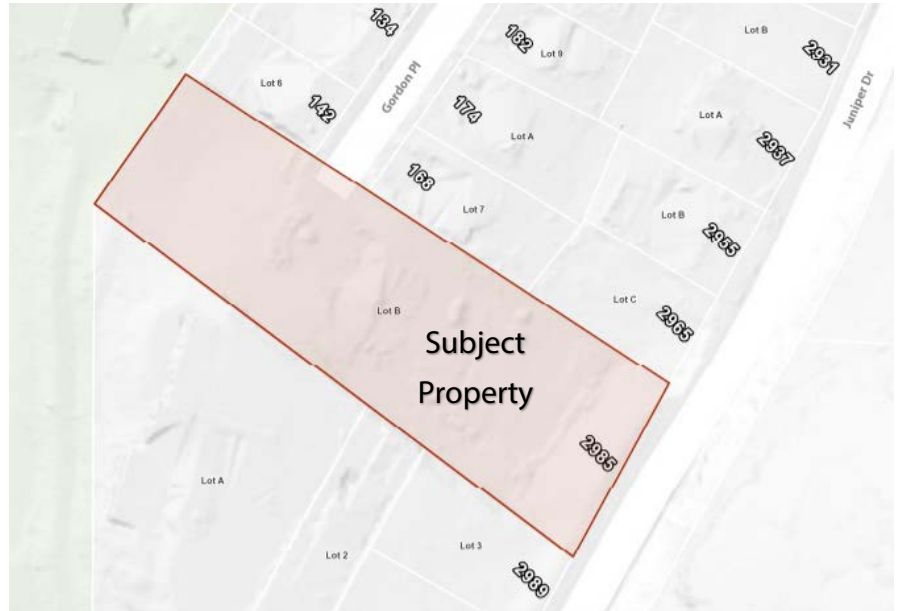 134
Lot 6
142
Gordon Pl
182
Lot 9
Lot B
2931
Juniper Dr
174
Lot A
Lot A
2937
168
Lot 7
Lot B
2955
Lot C
2965
Lot B
Subject
Property
2985
Lot A
Lot 2
Lot 3
2989